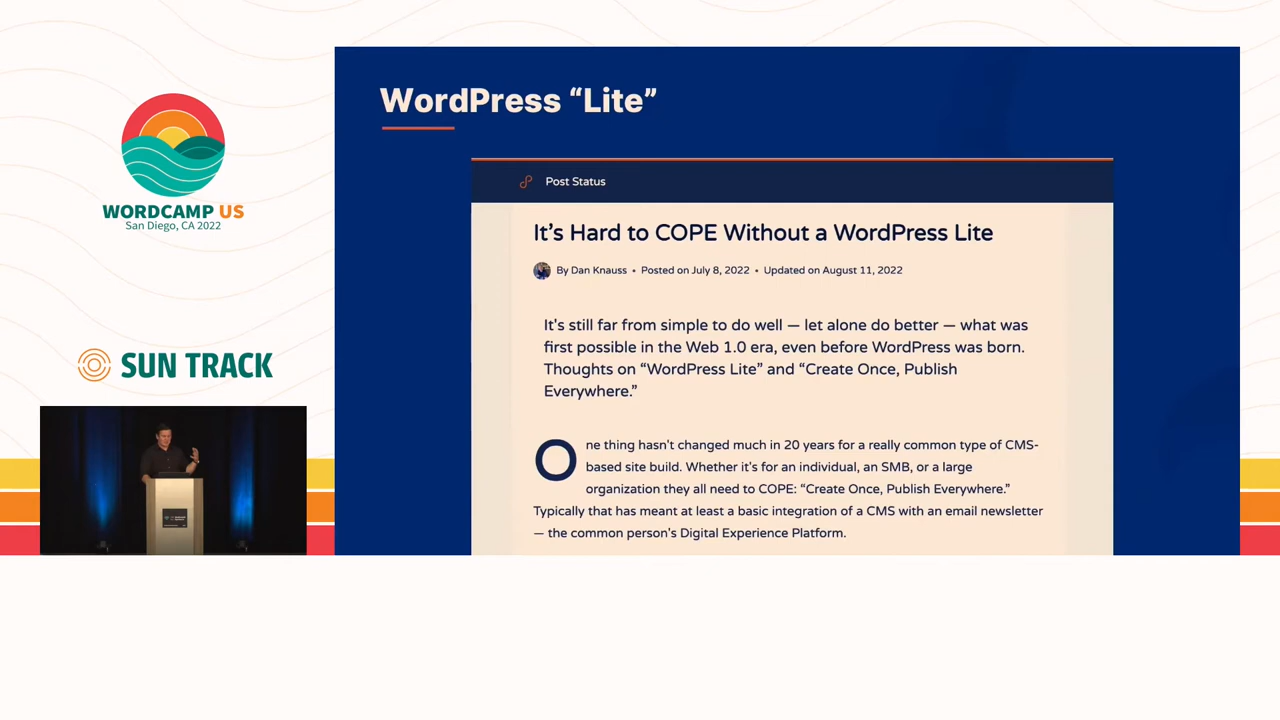 WORDCAMP US
San Diego, CA 2022
SUN TRACK
WordPress “Lite”
Post Status
It’s Hard to COPE Without a WordPress Lite
By Dan Knauss • Posted on July 8, 2022 • Updated on August 11, 2022
It's still far from simple to do well — let alone do better — what was
first possible in the Web 1.0 era, even before WordPress was born.
Thoughts on “WordPress Lite” and “Create Once, Publish
Everywhere.”
One thing hasn't changed much in 20 years for a really common type of CMS-
based site build. Whether it's for an individual, an SMB, or a large
organization they all need to COPE: “Create Once, Publish Everywhere.”
Typically that has meant at least a basic integration of a CMS with an email newsletter
— the common person's Digital Experience Platform.